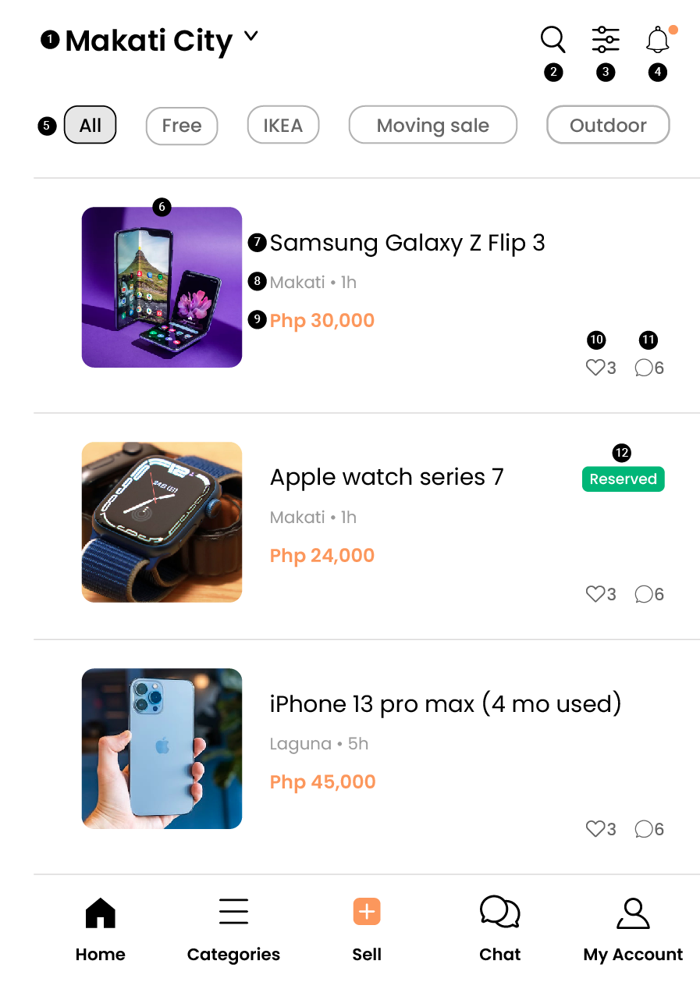 1 Makati City
2 3 4
5 All Free IKEA Moving sale Outdoor
6
7 Samsung Galaxy Z Flip 3
8 Makati • 1h
9 Php 30,000
10 11
3 6
12
Apple watch series 7 Reserved
Makati • 1h
Php 24,000
3 6
iPhone 13 pro max (4 mo used)
Laguna • 5h
Php 45,000
3 6
Home Categories Sell Chat My Account